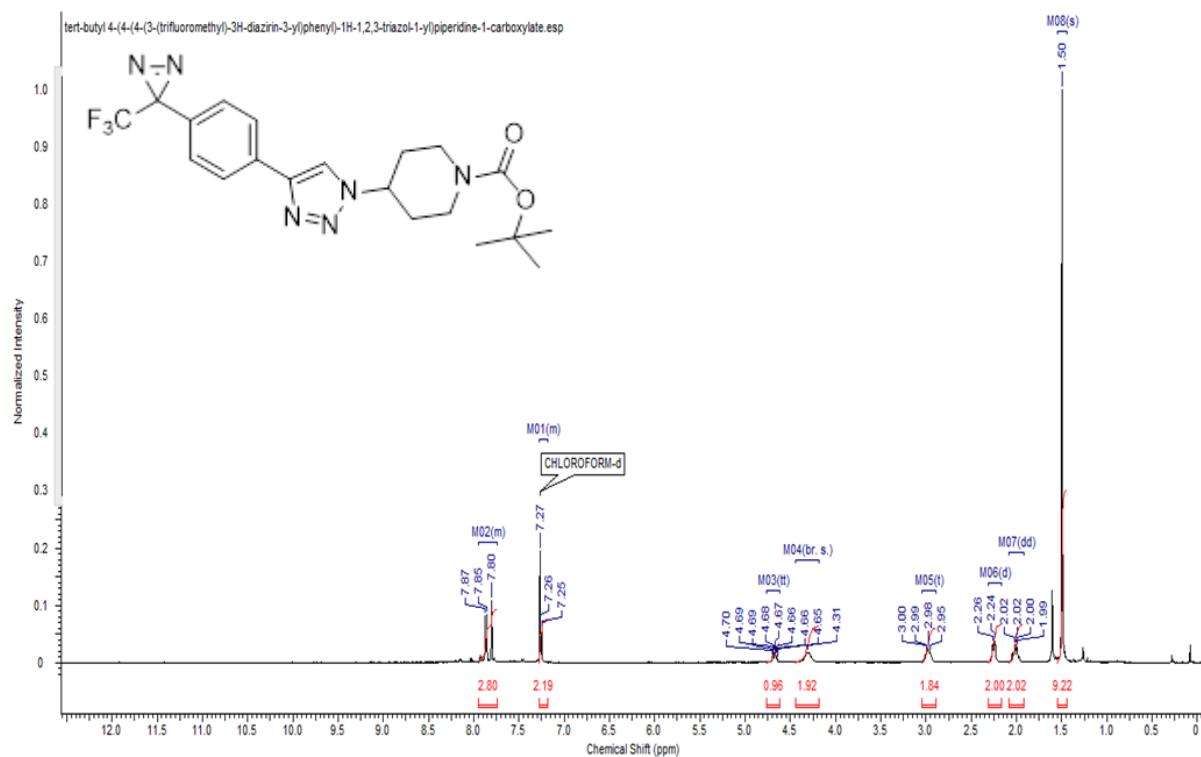 tert-butyl 4-(4-(4-(3-(trifluoromethyl)-3H-diazirin-3-yl)phenyl)-1H-1,2,3-triazol-1-yl)piperidine-1-carboxylate.esp
M08(s)
1.50
N N
F3C
N
O
N
O
N N
Normalized Intensity
1.0
0.9
0.8
0.7
0.6
0.5
0.4
0.3
0.2
0.1
0
M01(m)
CHLOROFORM-d
7.27
7.26
7.25
M02(m)
7.87
7.85
7.80
M03(tt)
4.70
4.69
4.69
4.68
4.67
4.66
4.66
4.65
M04(br. s.)
4.31
M05(t)
3.00
2.99
2.98
2.95
M06(d)
2.26
2.24
M07(dd)
2.02
2.02
2.00
1.99
2.80 2.19 0.96 1.92 1.84 2.00 2.02 9.22
12.0 11.5 11.0 10.5 10.0 9.5 9.0 8.5 8.0 7.5 7.0 6.5 6.0 5.5 5.0 4.5 4.0 3.5 3.0 2.5 2.0 1.5 1.0 0.5 0
Chemical Shift (ppm)